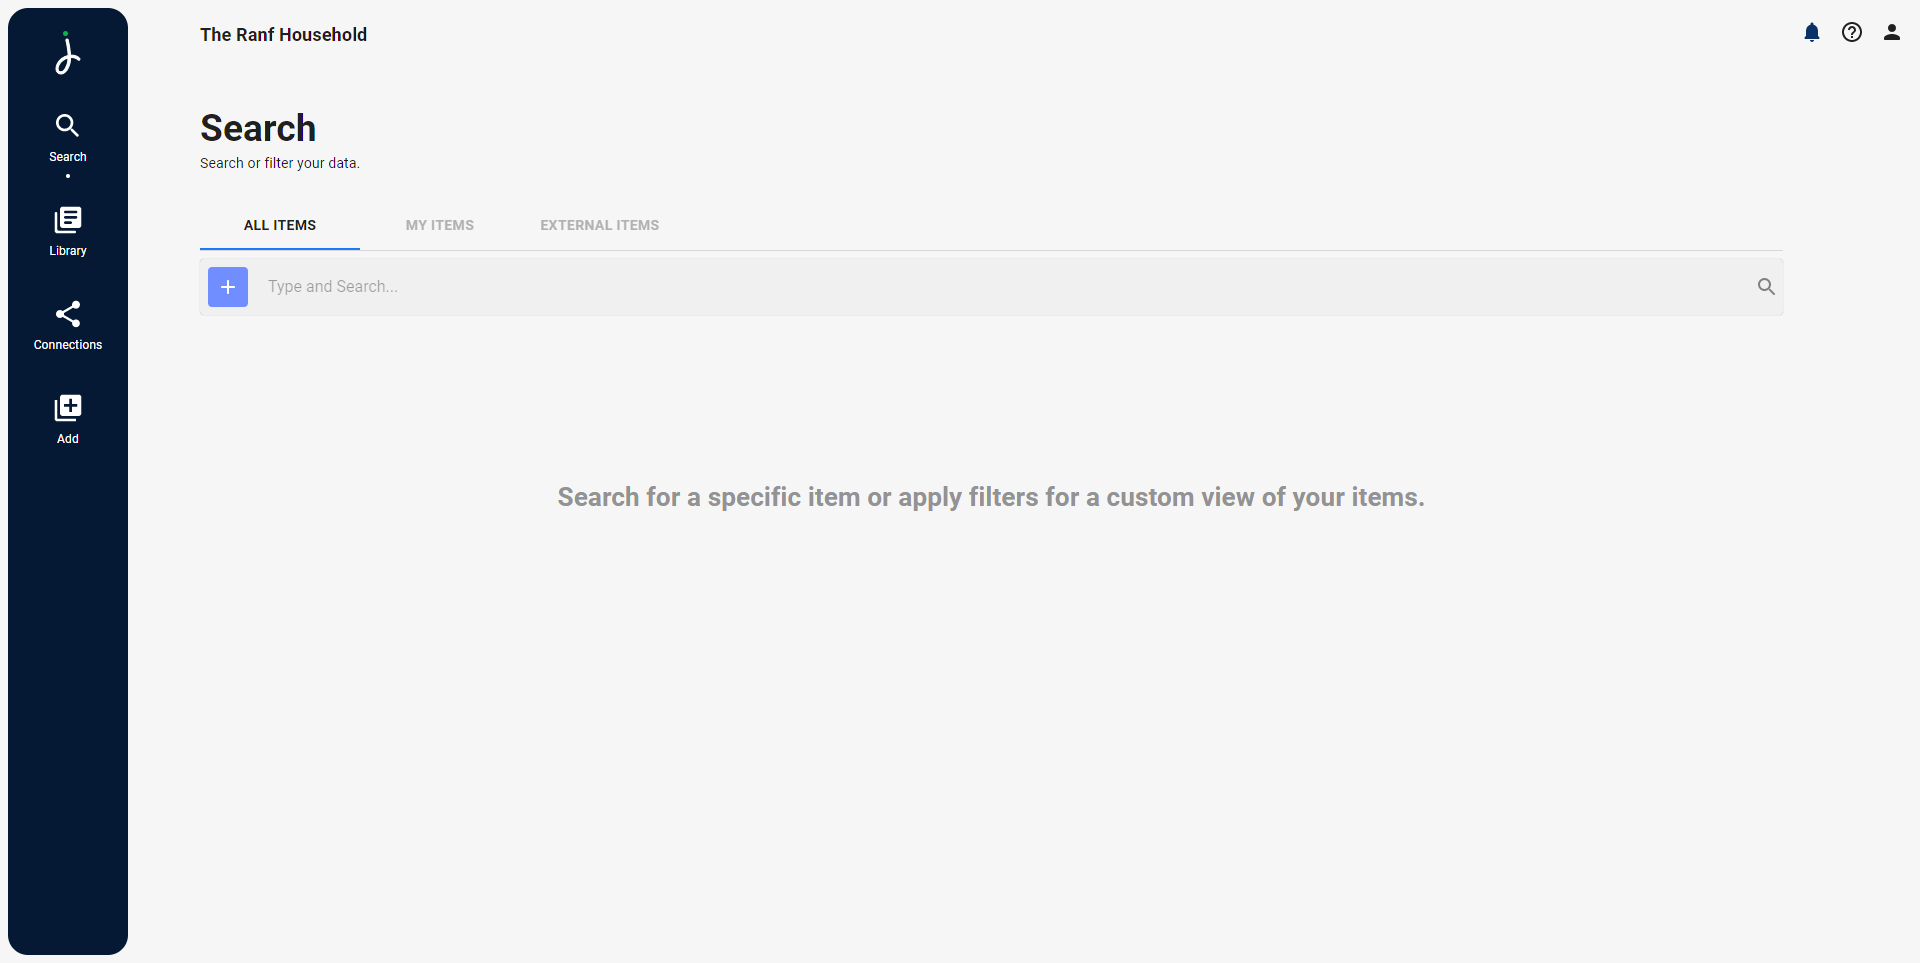 The Ranf Household
Search
Search or filter your data.
ALL ITEMS
MY ITEMS
EXTERNAL ITEMS
Type and Search...
Search for a specific item or apply filters for a custom view of your items.
Search
Library
Connections
Add